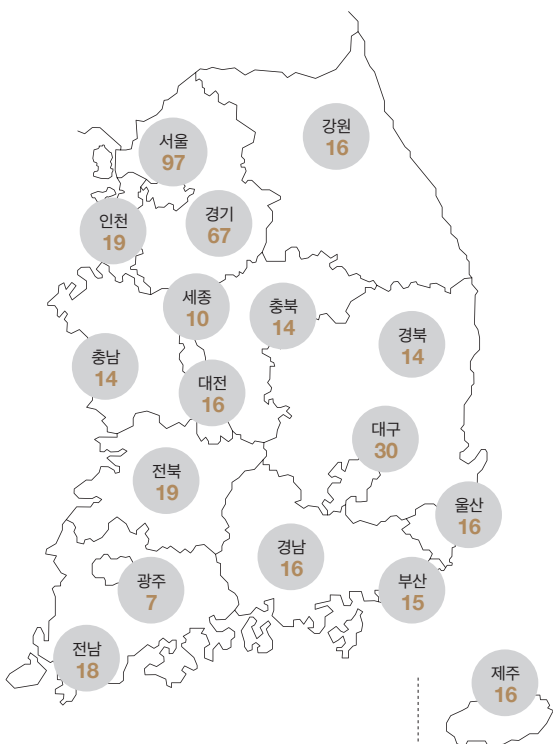 강원
16
서울
97
경기
67
인천
19
세종
10
충북
14
경북
14
충남
14
대전
16
대구
30
전북
19
울산
16
경남
16
광주
7
부산
15
전남
18
제주
16